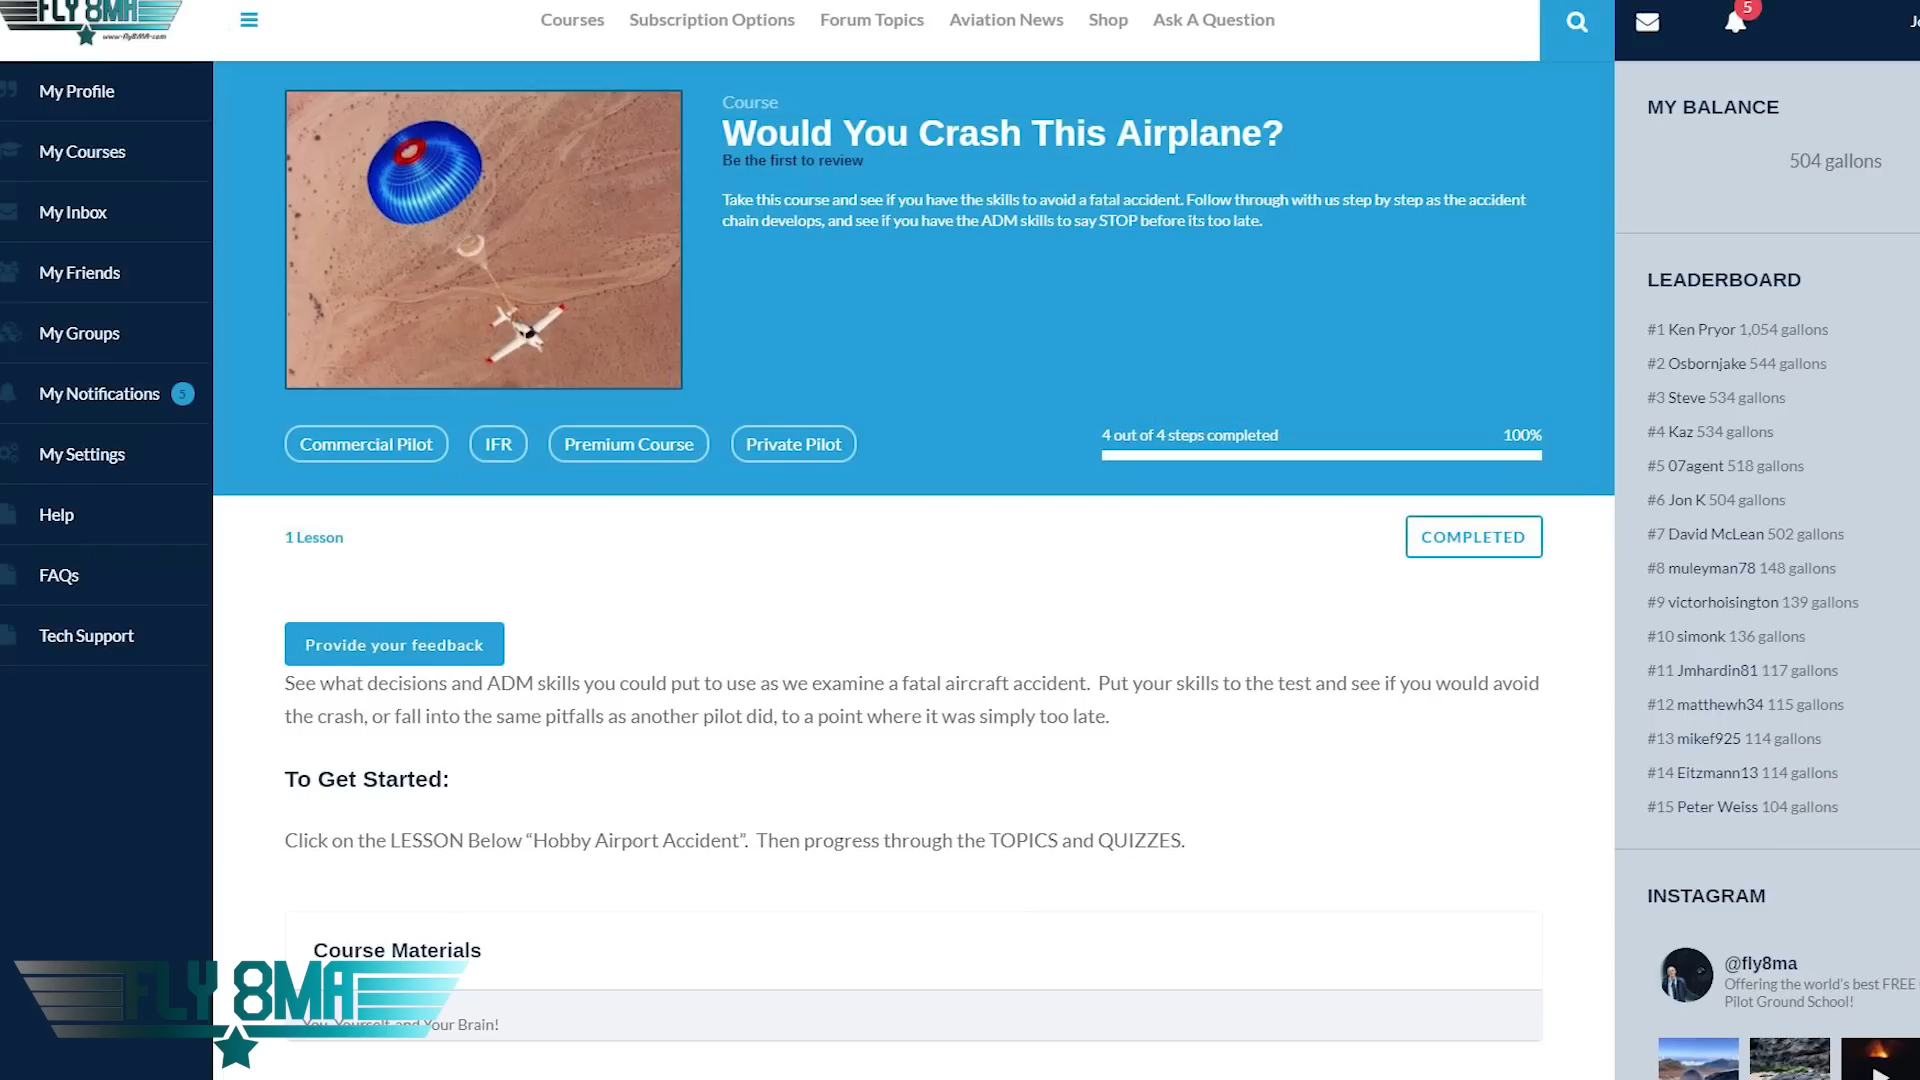 FLY 8MA
www.fly8MA.com
Courses
Subscription Options
Forum Topics
Aviation News
Shop
Ask A Question
5
My Profile
My Courses
My Inbox
My Friends
My Groups
My Notifications 5
My Settings
Help
FAQs
Tech Support
Course
Would You Crash This Airplane?
Be the first to review
Take this course and see if you have the skills to avoid a fatal accident. Follow through with us step by step as the accident
chain develops, and see if you have the ADM skills to say STOP before its too late.
Commercial Pilot
IFR
Premium Course
Private Pilot
4 out of 4 steps completed
100%
1 Lesson
COMPLETED
Provide your feedback
See what decisions and ADM skills you could put to use as we examine a fatal aircraft accident. Put your skills to the test and see if you would avoid
the crash, or fall into the same pitfalls as another pilot did, to a point where it was simply too late.
To Get Started:
Click on the LESSON Below “Hobby Airport Accident”. Then progress through the TOPICS and QUIZZES.
Course Materials
You, Yourself and Your Brain!
FLY 8MA
MY BALANCE
504 gallons
LEADERBOARD
#1 Ken Pryor 1,054 gallons
#2 Osbornjake 544 gallons
#3 Steve 534 gallons
#4 Kaz 534 gallons
#5 07agent 518 gallons
#6 Jon K 504 gallons
#7 David McLean 502 gallons
#8 muleyman78 148 gallons
#9 victorhoisington 139 gallons
#10 simonk 136 gallons
#11 Jmhardin81 117 gallons
#12 matthewh34 115 gallons
#13 mikef925 114 gallons
#14 Eitzmann13 114 gallons
#15 Peter Weiss 104 gallons
INSTAGRAM
@fly8ma
Offering the world's best FREE
Pilot Ground School!